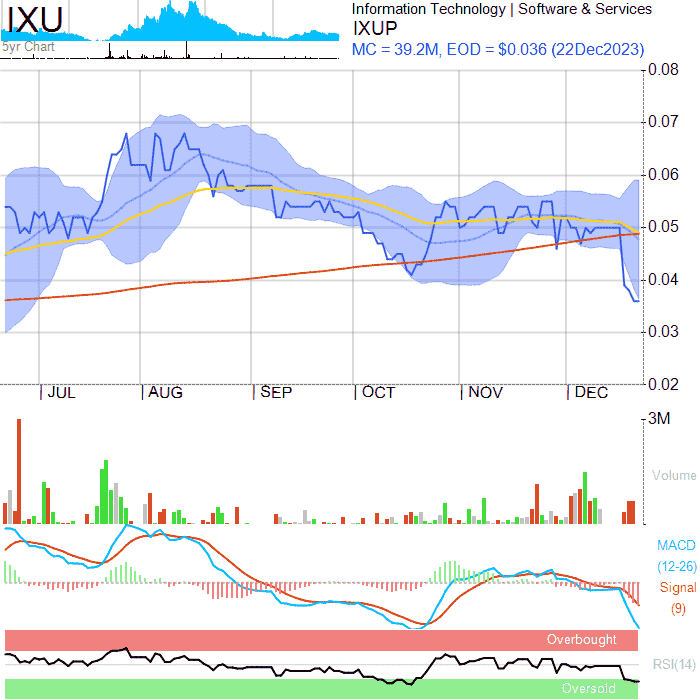 IXU
5yr Chart
Information Technology | Software & Services
IXUP
MC = 39.2M, EOD = $0.036 (22Dec2023)
0.08
0.07
0.06
0.05
0.04
0.03
0.02
JUL
AUG
SEP
OCT
NOV
DEC
3M
Volume
MACD
(12-26)
Signal
(9)
Overbought
RSI(14)
Oversold